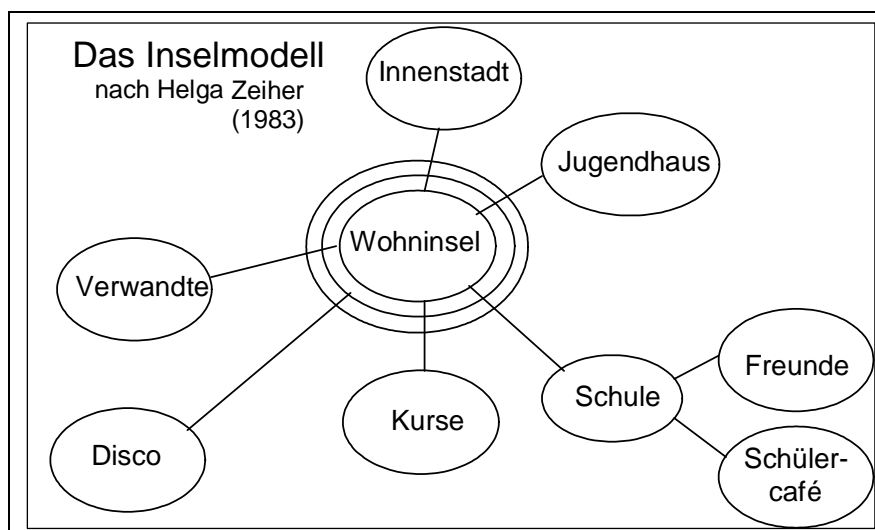 Das Inselmodell
nach Helga Zeiher
(1983)
Innenstadt
Jugendhaus
Wohninsel
Verwandte
Freunde
Schule
Kurse
Disco
Schüler-
café